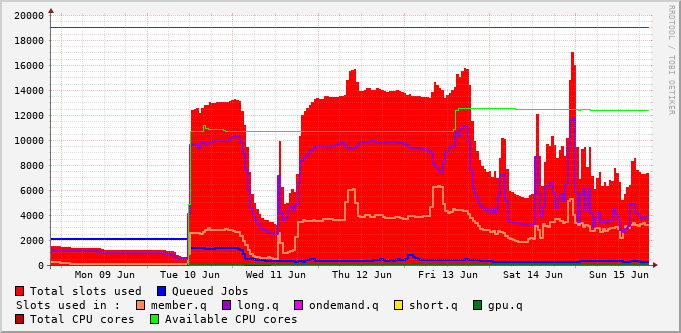 RRDTOOL / TOBI OETIKER
20000
18000
16000
14000
12000
10000
8000
6000
4000
2000
0
Mon 09 Jun Tue 10 Jun Wed 11 Jun Thu 12 Jun Fri 13 Jun Sat 14 Jun Sun 15 Jun
Total slots used Queued Jobs
Slots used in : member.q long.q ondemand.q short.q gpu.q
Total CPU cores Available CPU cores